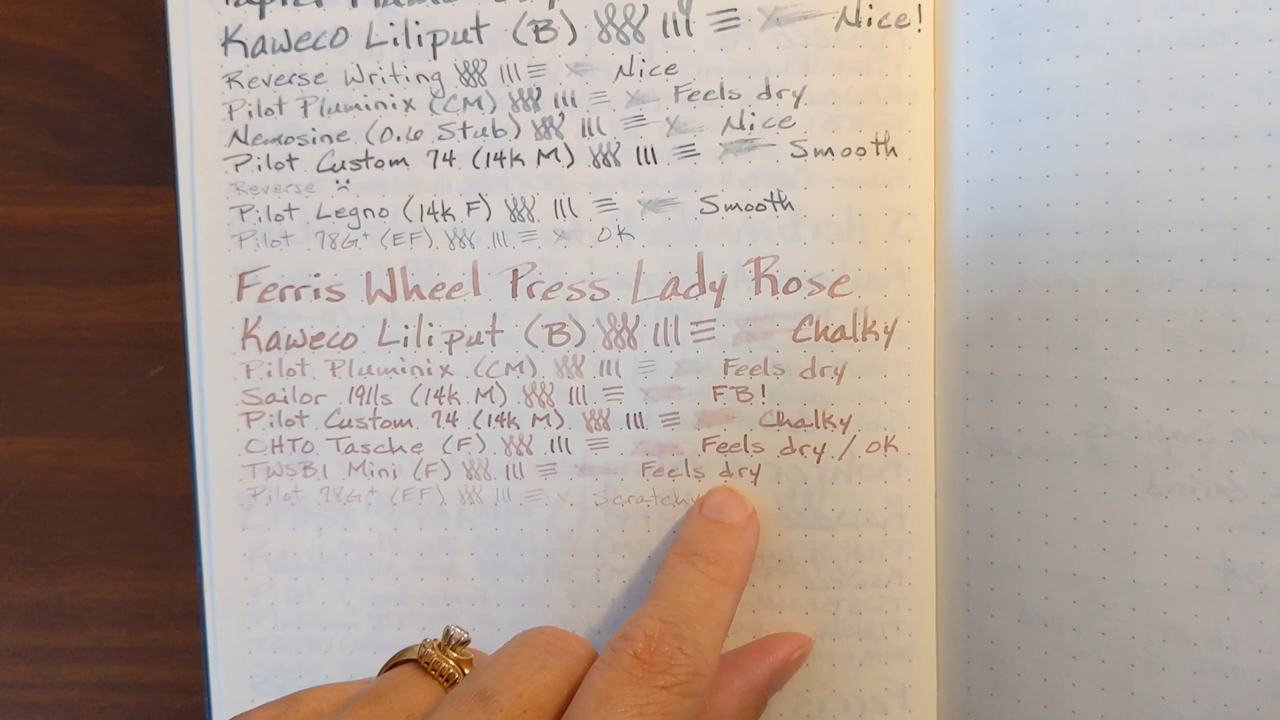 Kaweco Liliput (B) Nice!
Reverse Writing Nice
Pilot Pluminix (CM) Feels dry
Nemosine (0.6 Stub) Nice
Pilot Custom 74 (14k M) Smooth
Reverse
Pilot Legno (14k F) Smooth
Pilot 78G+ (EF) OK
Ferris Wheel Press Lady Rose
Kaweco Liliput (B) Chalky
Pilot Pluminix (CM) Feels dry
Sailor 1911s (14k M) FB!
Pilot Custom 74 (14k M) Chalky
OHTO Tasche (F) Feels dry / OK
TWSBI Mini (F) Feels dry
Pilot 78G+ (EF) Scratchy